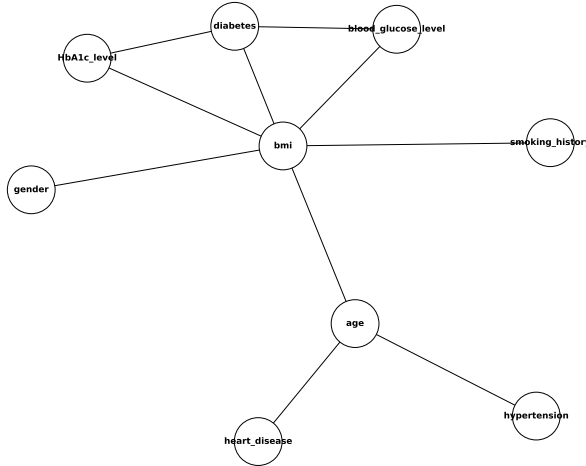 diabetes
blood_glucose_level
HbA1c_level
bmi
smoking_histor
gender
age
hypertension
heart_disease